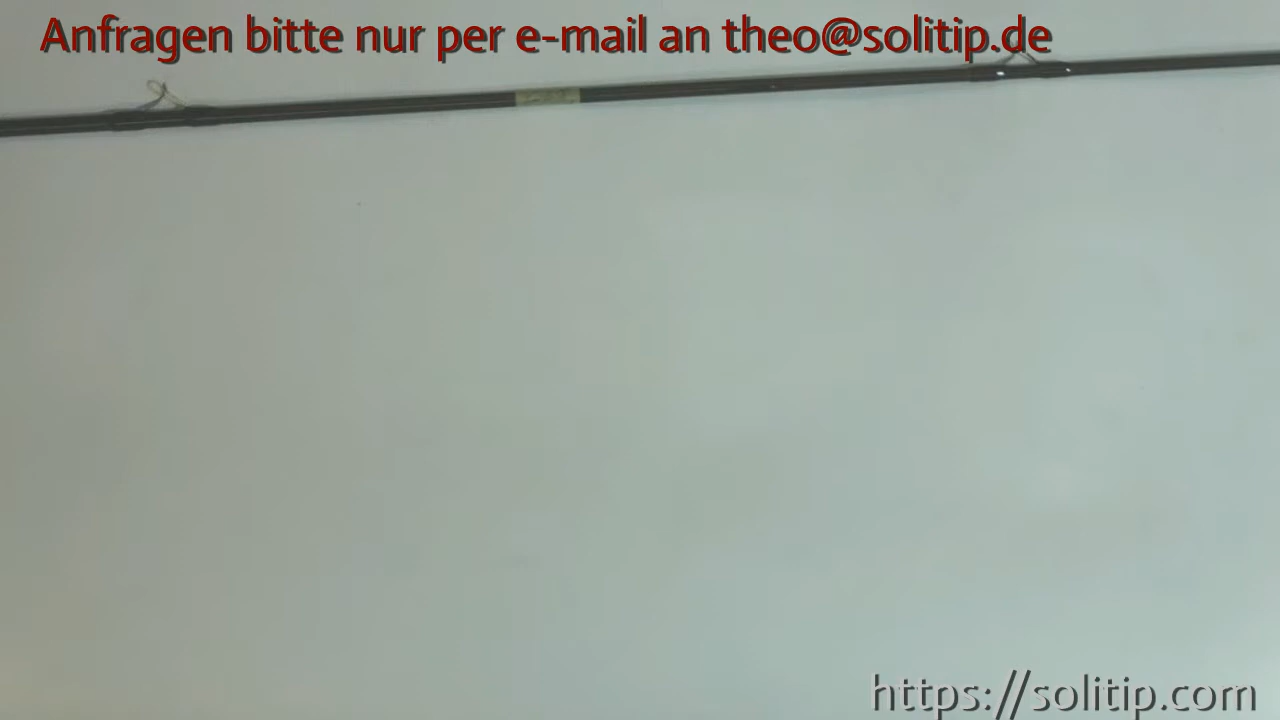 Anfragen bitte nur per e-mail an theo@solitip.de
https://solitip.com